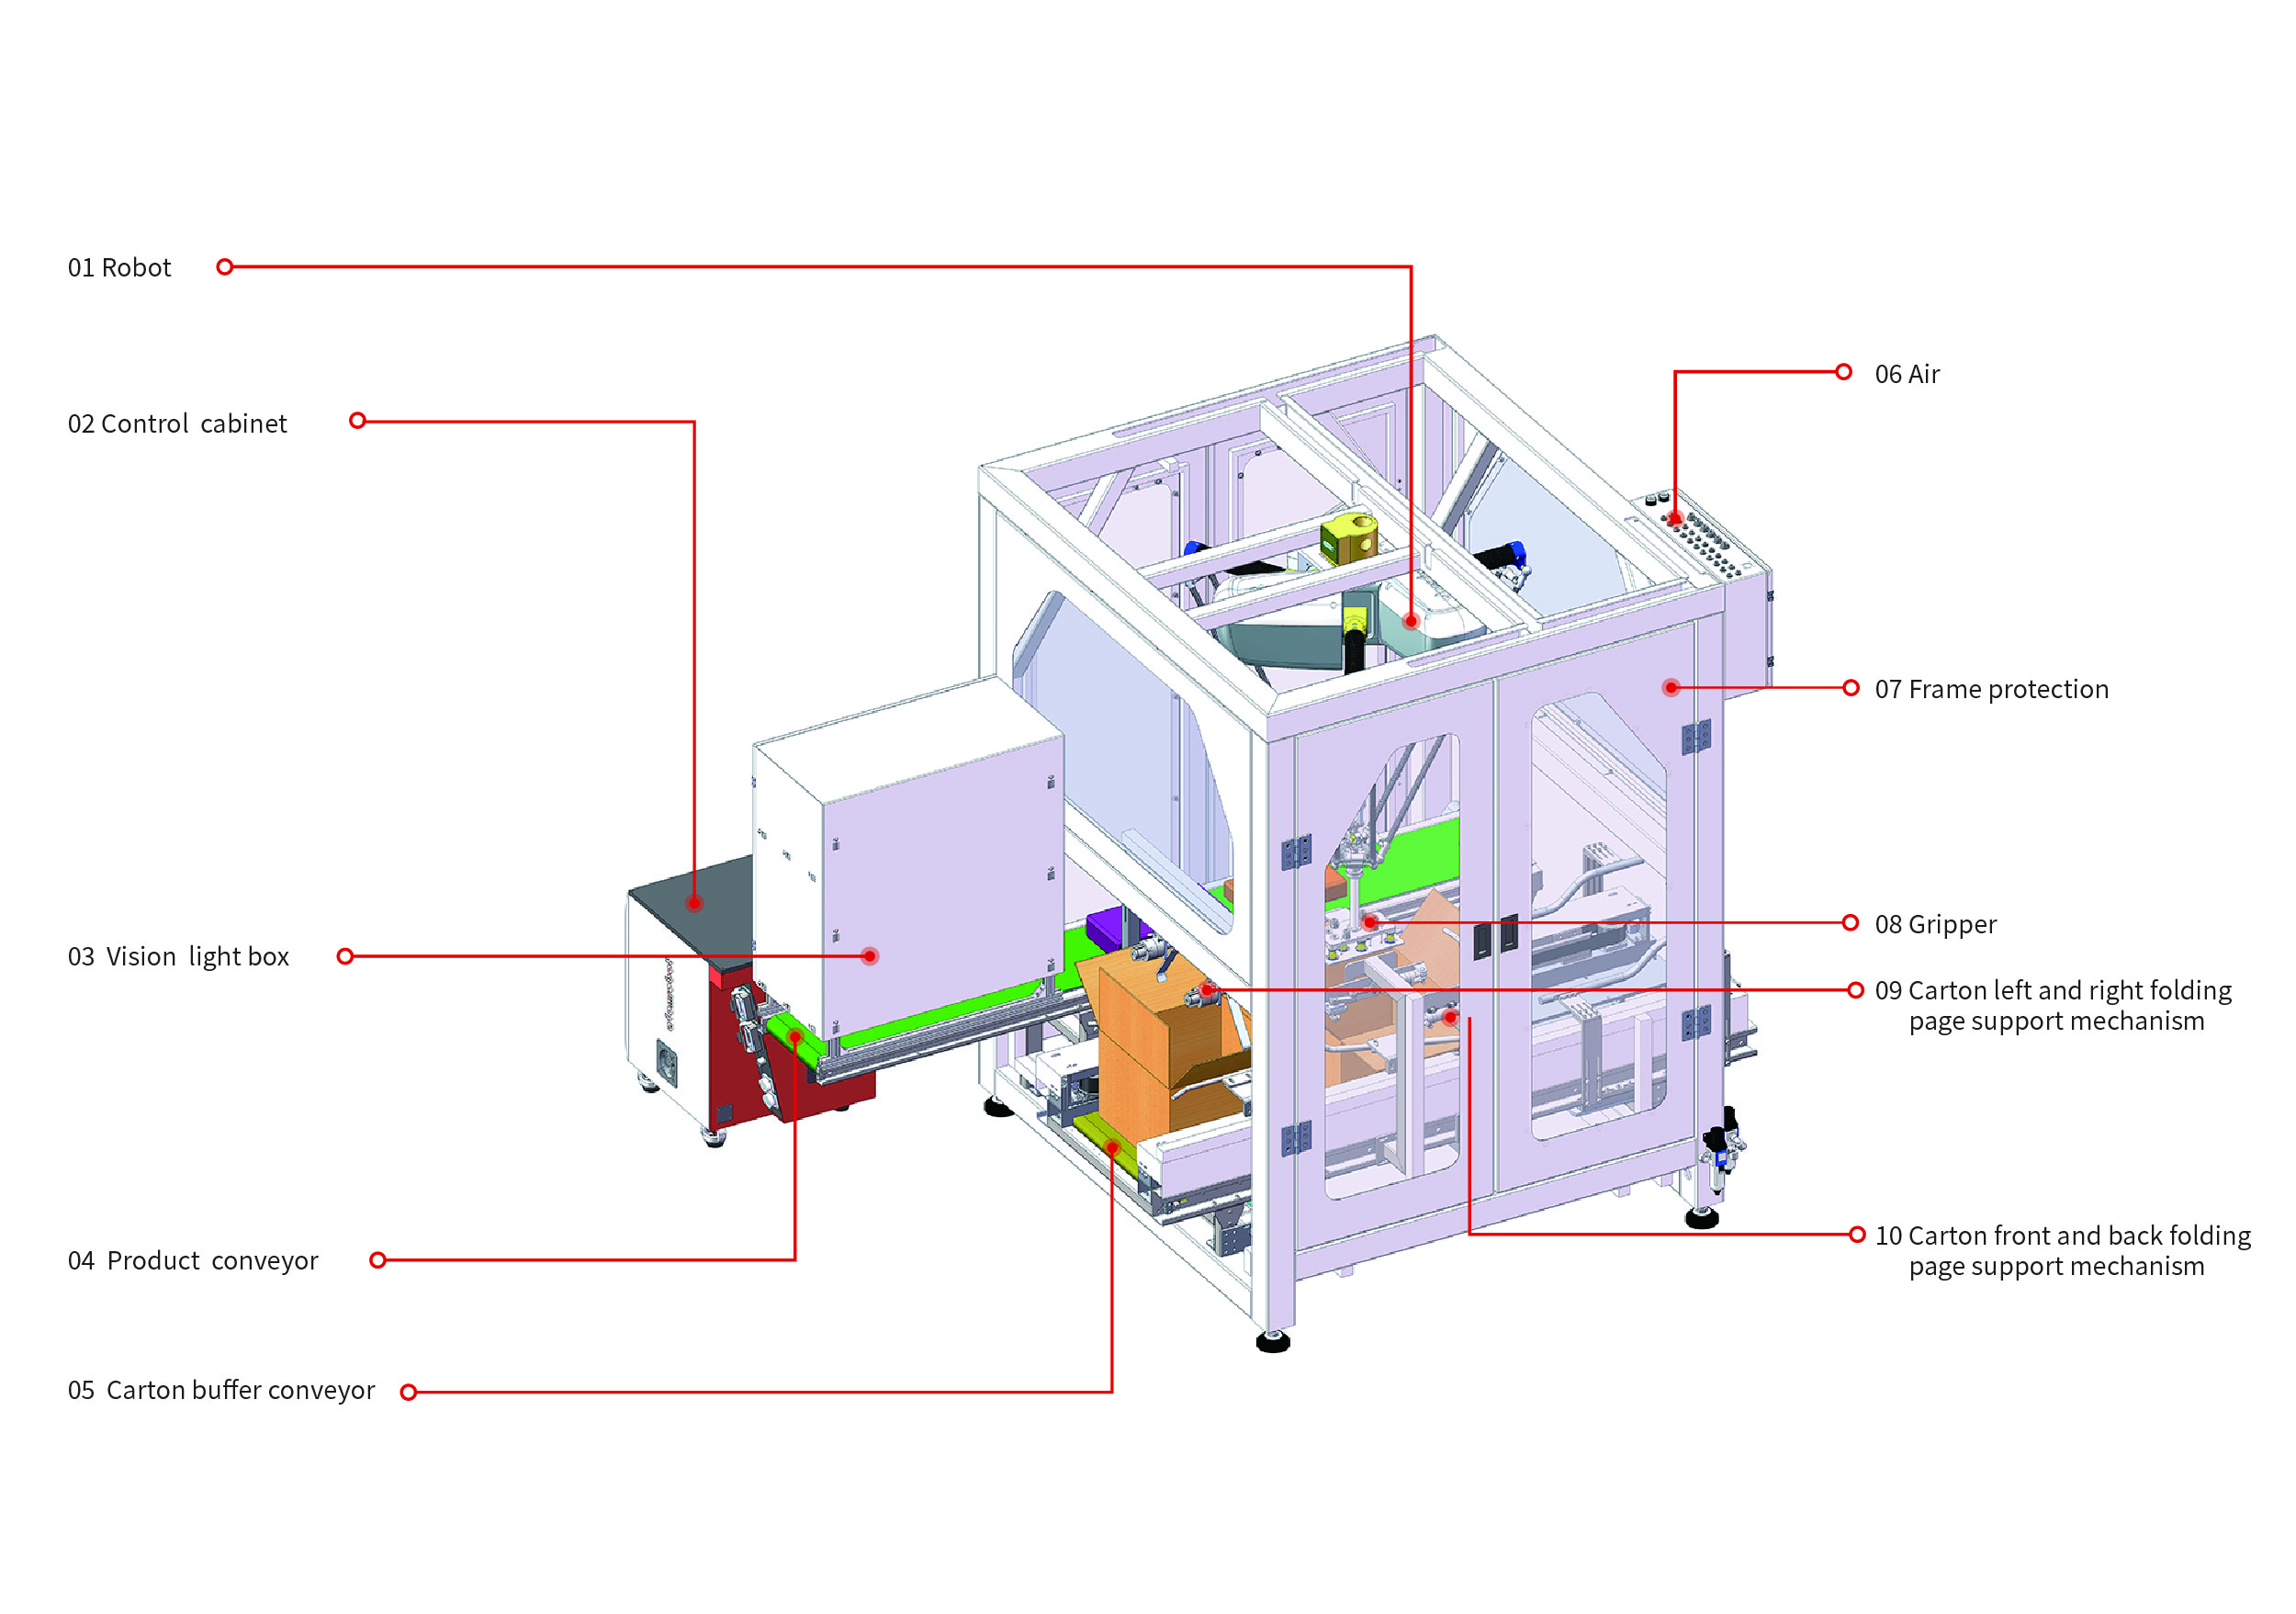 01 Robot
02 Control cabinet
03 Vision light box
04 Product conveyor
05 Carton buffer conveyor
06 Air
07 Frame protection
08 Gripper
09 Carton left and right folding
page support mechanism
10 Carton front and back folding
page support mechanism